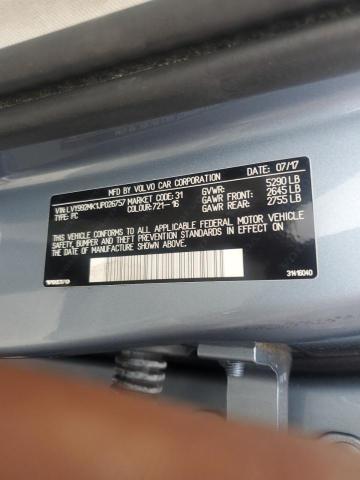 MFD BY VOLVO CAR CORPORATION DATE: 07/17
VIN: LVY992MK1JP026757 MARKET CODE: 31 GVWR: 5290 LB
TYPE: PC COLOUR: 721-16 GAWR FRONT: 2645 LB
GAWR REAR: 2755 LB
THIS VEHICLE CONFORMS TO ALL APPLICABLE FEDERAL MOTOR VEHICLE
SAFETY, BUMPER AND THEFT PREVENTION STANDARDS IN EFFECT ON THE
DATE OF MANUFACTURE SHOWN ABOVE.
31416040